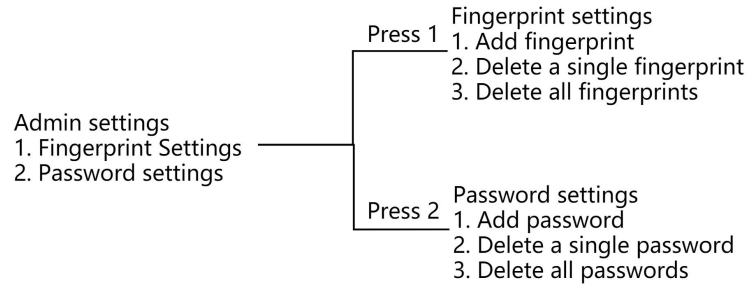 Admin settings
1. Fingerprint Settings
2. Password settings
Press 1
Fingerprint settings
1. Add fingerprint
2. Delete a single fingerprint
3. Delete all fingerprints
Press 2
Password settings
1. Add password
2. Delete a single password
3. Delete all passwords